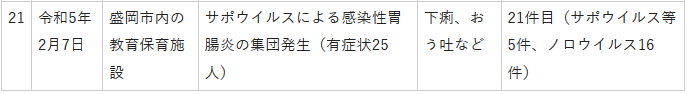 21
令和5年
2月7日
盛岡市内の
教育保育施
設
サポウイルスによる感染性胃
腸炎の集団発生（有症状25
人）
下痢、お
う吐など
21件目（サポウイルス等
5件、ノロウイルス16
件）